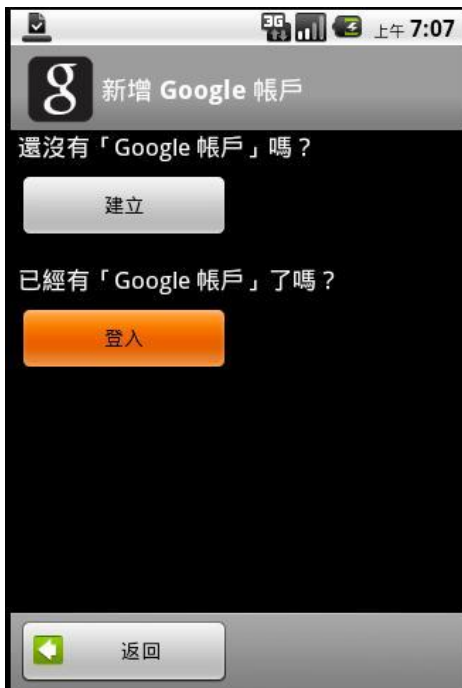 3G 上午 7:07
g 新增 Google 帳戶
還沒有「Google 帳戶」嗎？
建立
已經有「Google 帳戶」了嗎？
登入
返回